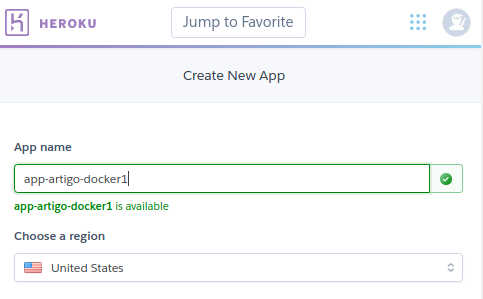 HEROKU
Jump to Favorite
Create New App
App name
app-artigo-docker1
app-artigo-docker1 is available
Choose a region
United States